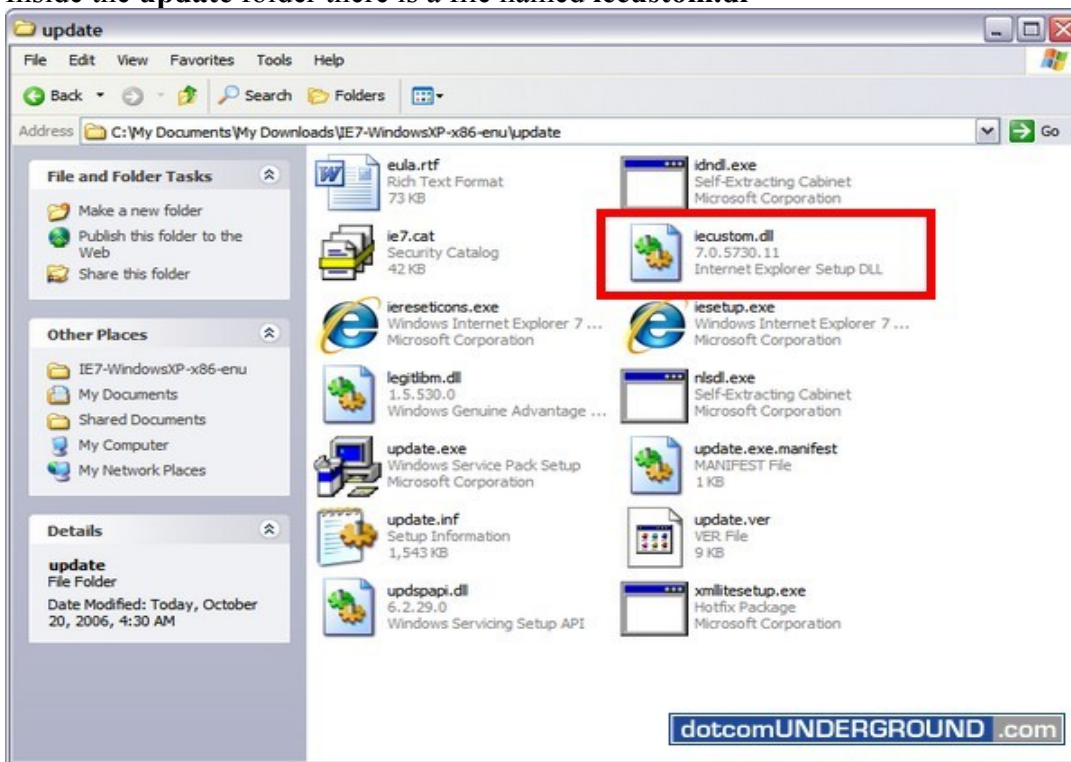 Inside the update folder there is a file named iecustom.dll
update
File Edit View Favorites Tools Help
Back Search Folders
Address C:\My Documents\My Downloads\IE7-WindowsXP-x86-enu\update Go
File and Folder Tasks
Make a new folder
Publish this folder to the
Web
Share this folder
Other Places
IE7-WindowsXP-x86-enu
My Documents
Shared Documents
My Computer
My Network Places
Details
update
File Folder
Date Modified: Today, October
20, 2006, 4:30 AM
eula.rtf
Rich Text Format
73 KB
idndl.exe
Self-Extracting Cabinet
Microsoft Corporation
ie7.cat
Security Catalog
42 KB
iecustom.dll
7.0.5730.11
Internet Explorer Setup DLL
iereseticons.exe
Windows Internet Explorer 7 ...
Microsoft Corporation
iesetup.exe
Windows Internet Explorer 7 ...
Microsoft Corporation
legitlibm.dll
1.5.530.0
Windows Genuine Advantage ...
nlsdl.exe
Self-Extracting Cabinet
Microsoft Corporation
update.exe
Windows Service Pack Setup
Microsoft Corporation
update.exe.manifest
MANIFEST File
1 KB
update.inf
Setup Information
1,543 KB
update.ver
VER File
9 KB
updspapi.dll
6.2.29.0
Windows Servicing Setup API
xmllitesetup.exe
Hotfix Package
Microsoft Corporation
dotcomUNDERGROUND .com